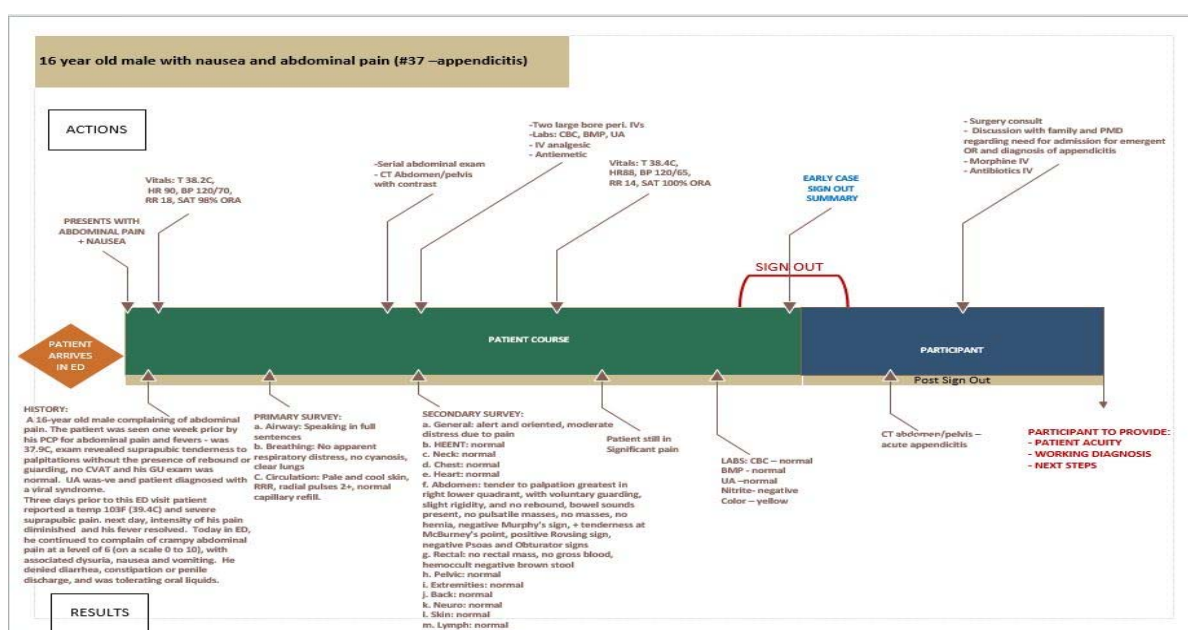 16 year old male with nausea and abdominal pain (#37 –appendicitis)
ACTIONS
PRESENTS WITH
ABDOMINAL PAIN
+ NAUSEA
Vitals: T 38.2C,
HR 90, BP 120/70,
RR 18, SAT 98% ORA
-Serial abdominal exam
- CT Abdomen/pelvis
with contrast
-Two large bore peri. IVs
-Labs: CBC, BMP, UA
- IV analgesic
- Antiemetic
Vitals: T 38.4C,
HR88, BP 120/65,
RR 14, SAT 100% ORA
EARLY CASE
SIGN OUT
SUMMARY
- Surgery consult
- Discussion with family and PMD
regarding need for admission for emergent
OR and diagnosis of appendicitis
- Morphine IV
- Antibiotics IV
SIGN OUT
PATIENT
ARRIVES
IN ED
PATIENT COURSE
PARTICIPANT
Post Sign Out
HISTORY:
A 16-year-old male complaining of abdominal
pain. The patient was seen one week prior by
his PCP for abdominal pain and fevers - was
37.9C, exam revealed suprapubic tenderness to
palpitations without the presence of rebound or
guarding, no CVAT and his GU exam was
normal. UA was-ve and patient diagnosed with
a viral syndrome.
Three days prior to this ED visit patient
reported a temp 103F (39.4C) and severe
suprapubic pain. next day, intensity of his pain
diminished and his fever resolved. Today in ED,
he continued to complain of crampy abdominal
pain at a level of 6 (on a scale 0 to 10), with
associated dysuria, nausea and vomiting. He
denied diarrhea, constipation or penile
discharge, and was tolerating oral liquids.
PRIMARY SURVEY:
a. Airway: Speaking in full
sentences
b. Breathing: No apparent
respiratory distress, no cyanosis,
clear lungs
C. Circulation: Pale and cool skin,
RRR, radial pulses 2+, normal
capillary refill.
SECONDARY SURVEY:
a. General: alert and oriented, moderate
distress due to pain
b. HEENT: normal
c. Neck: normal
d. Chest: normal
e. Heart: normal
f. Abdomen: tender to palpation greatest in
right lower quadrant, with voluntary guarding,
slight rigidity, and no rebound, bowel sounds
present, no pulsatile masses, no masses, no
hernia, negative Murphy's sign, + tenderness at
McBurney's point, positive Rovsing sign,
negative Psoas and Obturator signs
g. Rectal: no rectal mass, no gross blood,
hemoccult negative brown stool
h. Pelvic: normal
i. Extremities: normal
j. Back: normal
k. Neuro: normal
l. Skin: normal
m. Lymph: normal
Patient still in
Significant pain
LABS: CBC – normal
BMP - normal
UA –normal
Nitrite- negative
Color – yellow
CT abdomen/pelvis –
acute appendicitis
PARTICIPANT TO PROVIDE:
- PATIENT ACUITY
- WORKING DIAGNOSIS
- NEXT STEPS
RESULTS